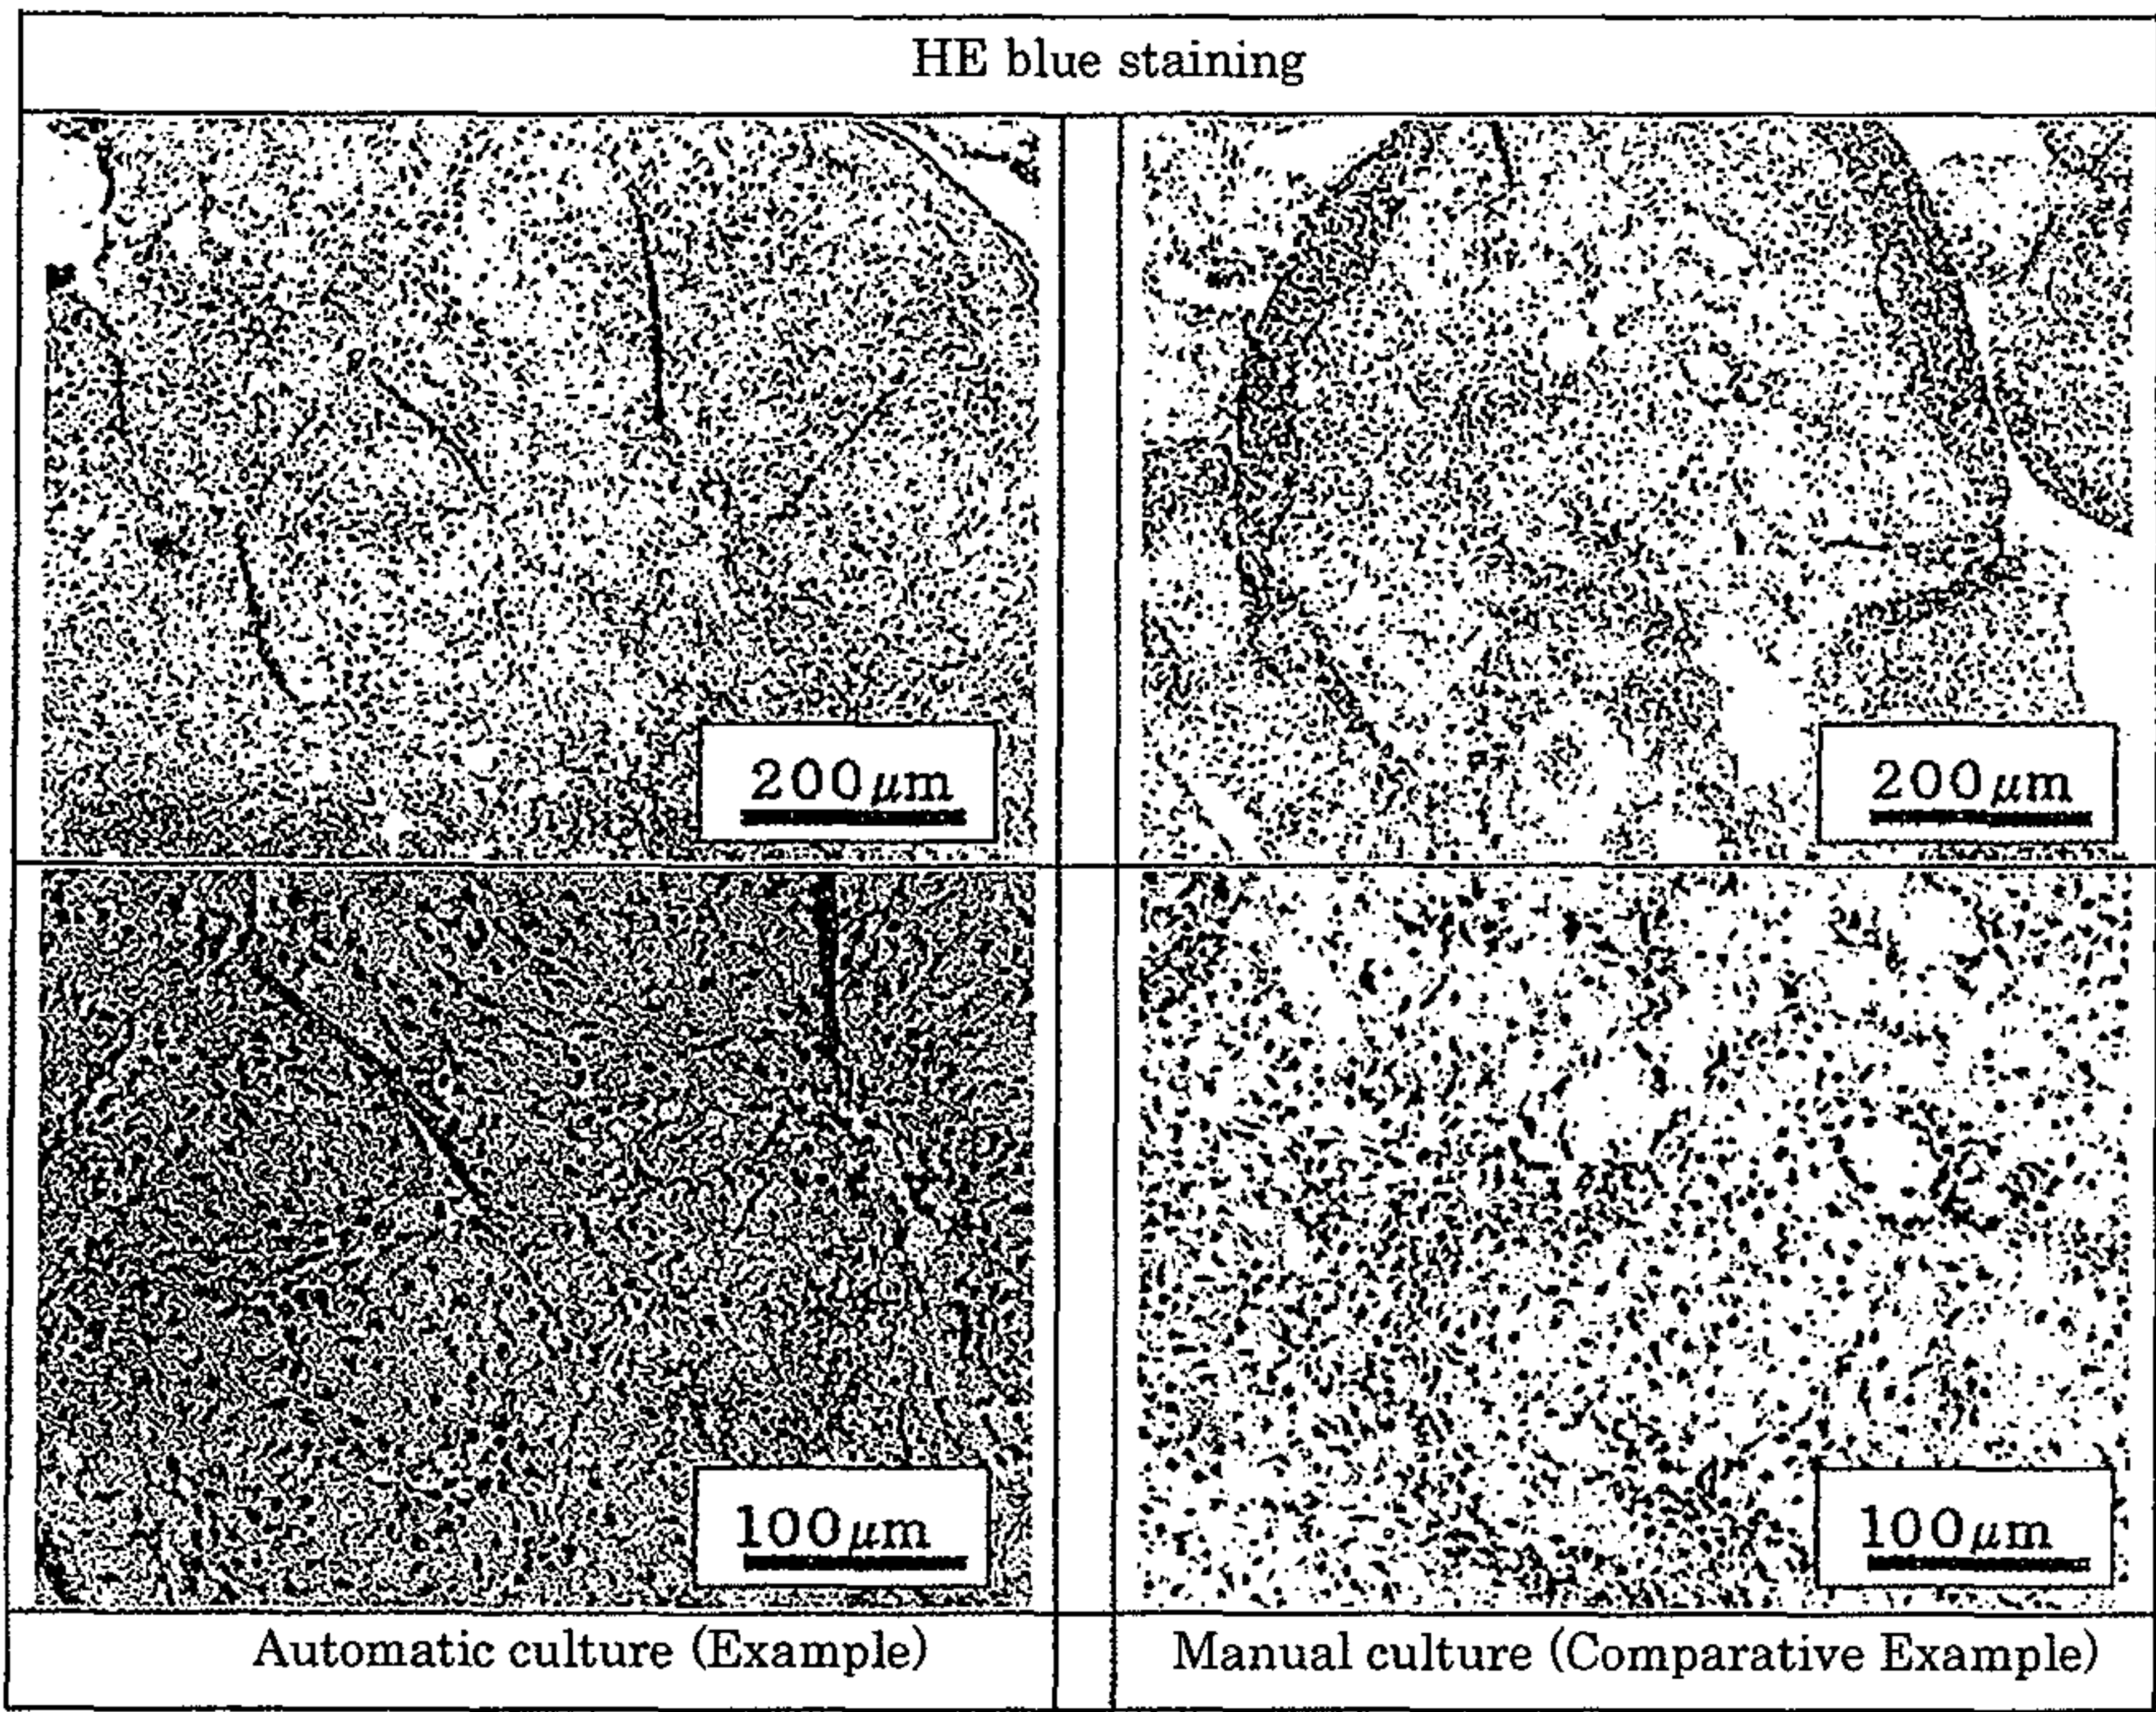 HE blue staining
200μm
200μm
100μm
100μm
Automatic culture (Example)
Manual culture (Comparative Example)